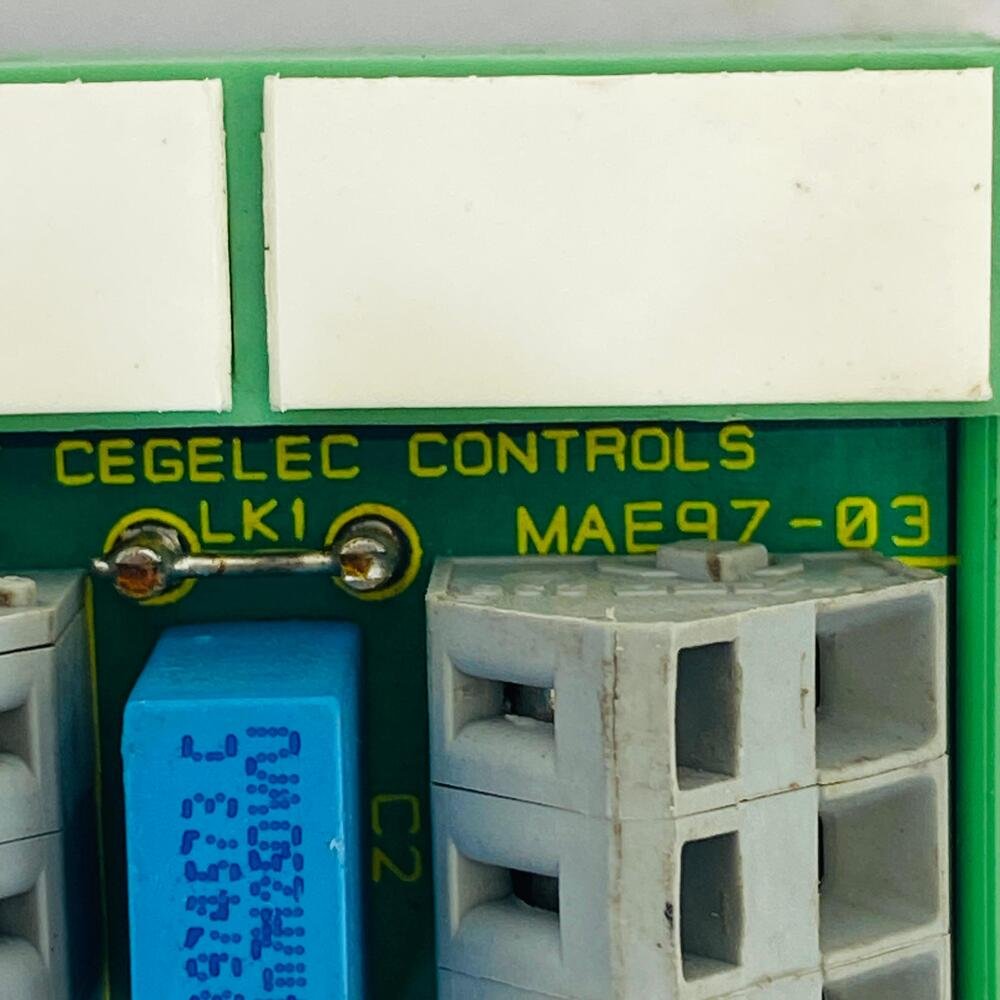 CEGELEC CONTROLS
LK1
MAE97-03
C2